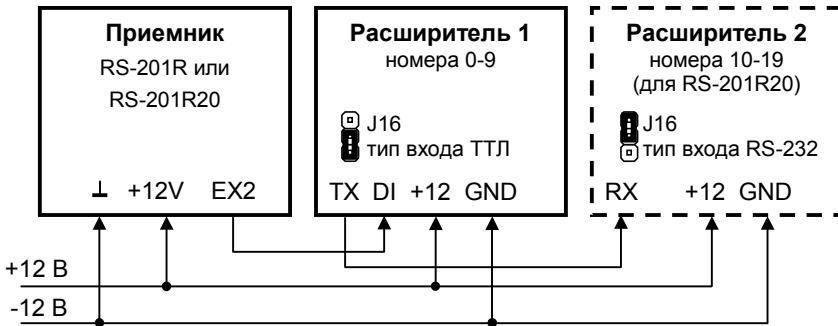 Приемник
RS-201R или
RS-201R20
⊥ +12V EX2
Расширитель 1
номера 0-9
J16
тип входа ТТЛ
TX DI +12 GND
Расширитель 2
номера 10-19
(для RS-201R20)
J16
тип входа RS-232
RX +12 GND
+12 В
-12 В